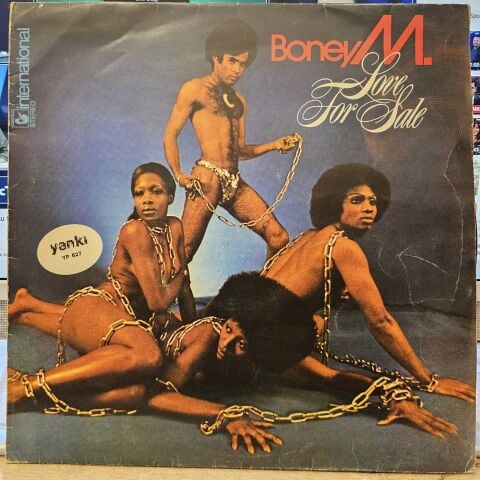 Boney M.
Love
For Sale
international
STEREO
yanki
YP 627